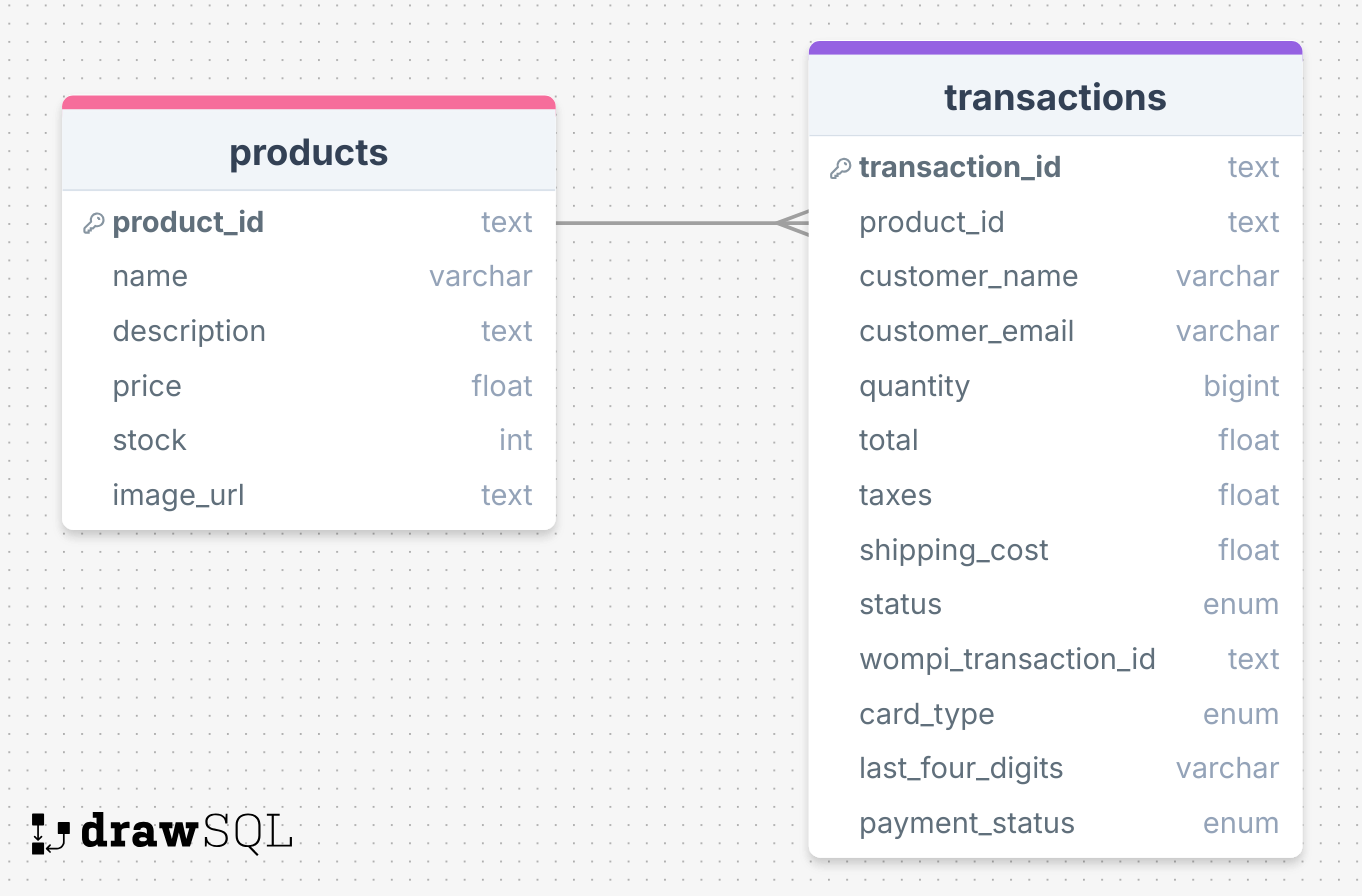 products
product_id text
name varchar
description text
price float
stock int
image_url text
transactions
transaction_id text
product_id text
customer_name varchar
customer_email varchar
quantity bigint
total float
taxes float
shipping_cost float
status enum
wompi_transaction_id text
card_type enum
last_four_digits varchar
payment_status enum
drawSQL